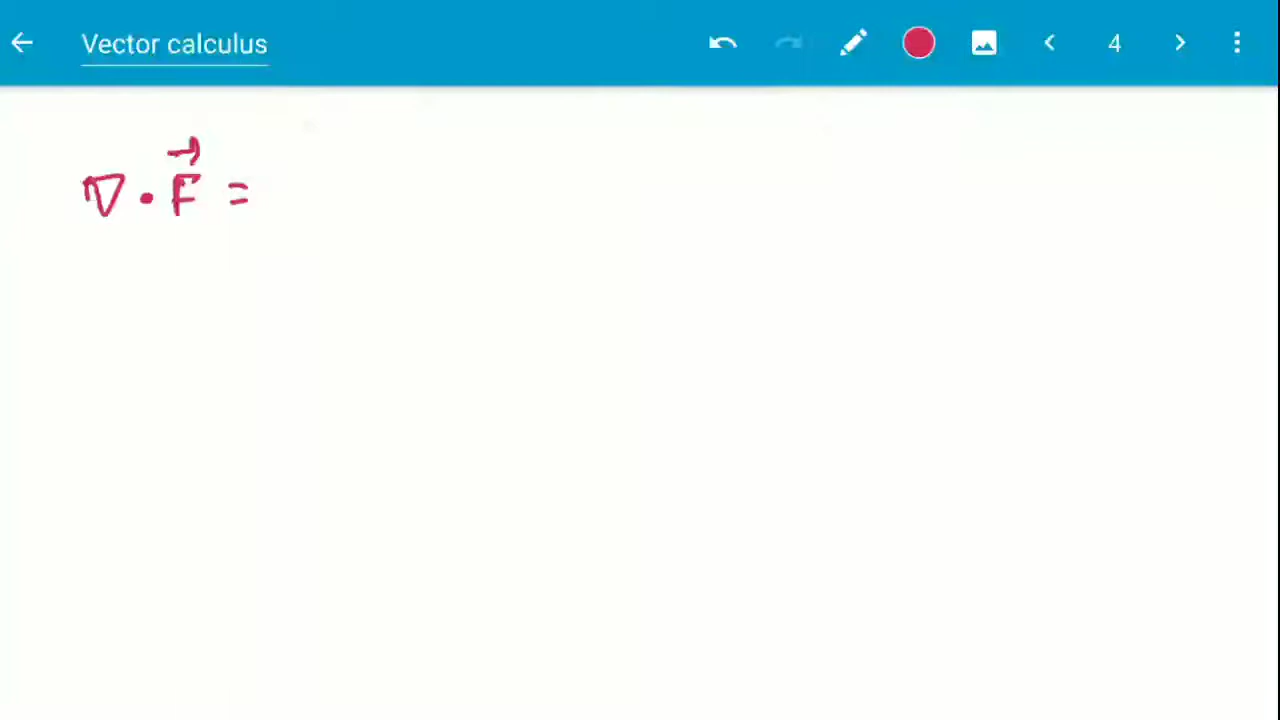 Vector calculus
4
∇ · F⃗ =